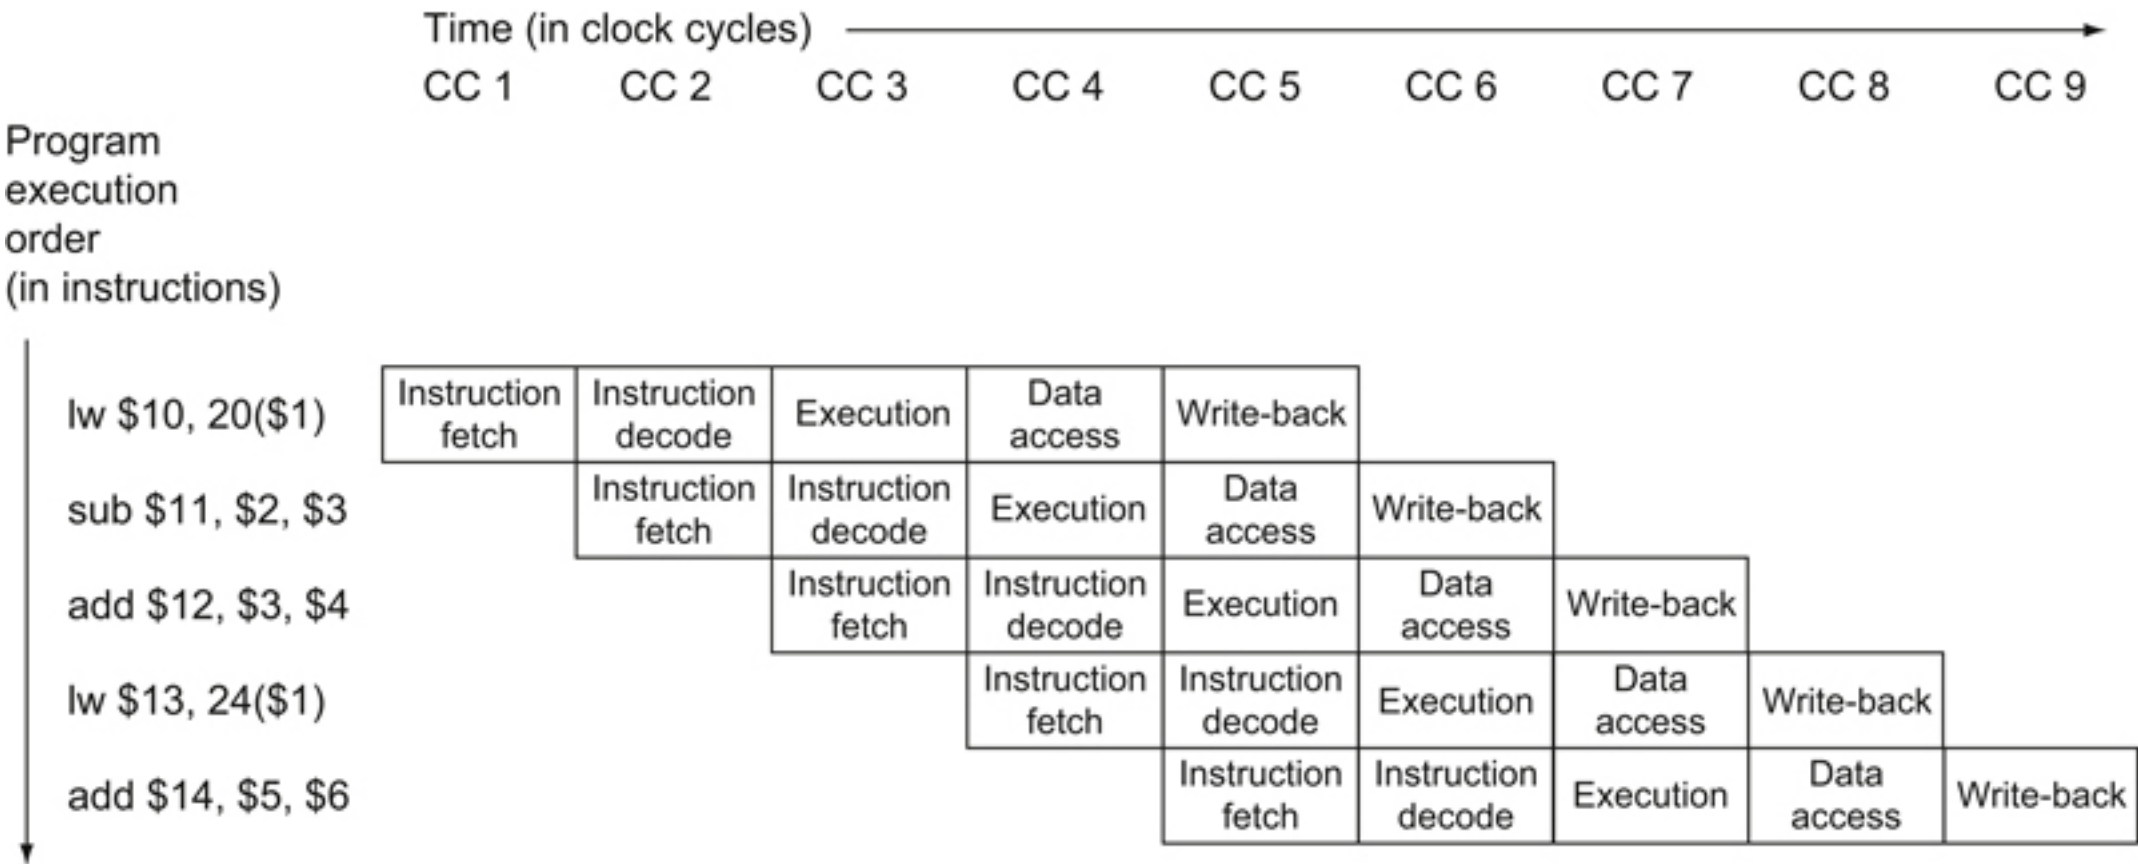 Time (in clock cycles)
CC 1 CC 2 CC 3 CC 4 CC 5 CC 6 CC 7 CC 8 CC 9
Program
execution
order
(in instructions)
lw $10, 20($1)
Instruction
fetch
Instruction
decode
Execution
Data
access
Write-back
sub $11, $2, $3
Instruction
fetch
Instruction
decode
Execution
Data
access
Write-back
add $12, $3, $4
Instruction
fetch
Instruction
decode
Execution
Data
access
Write-back
lw $13, 24($1)
Instruction
fetch
Instruction
decode
Execution
Data
access
Write-back
add $14, $5, $6
Instruction
fetch
Instruction
decode
Execution
Data
access
Write-back